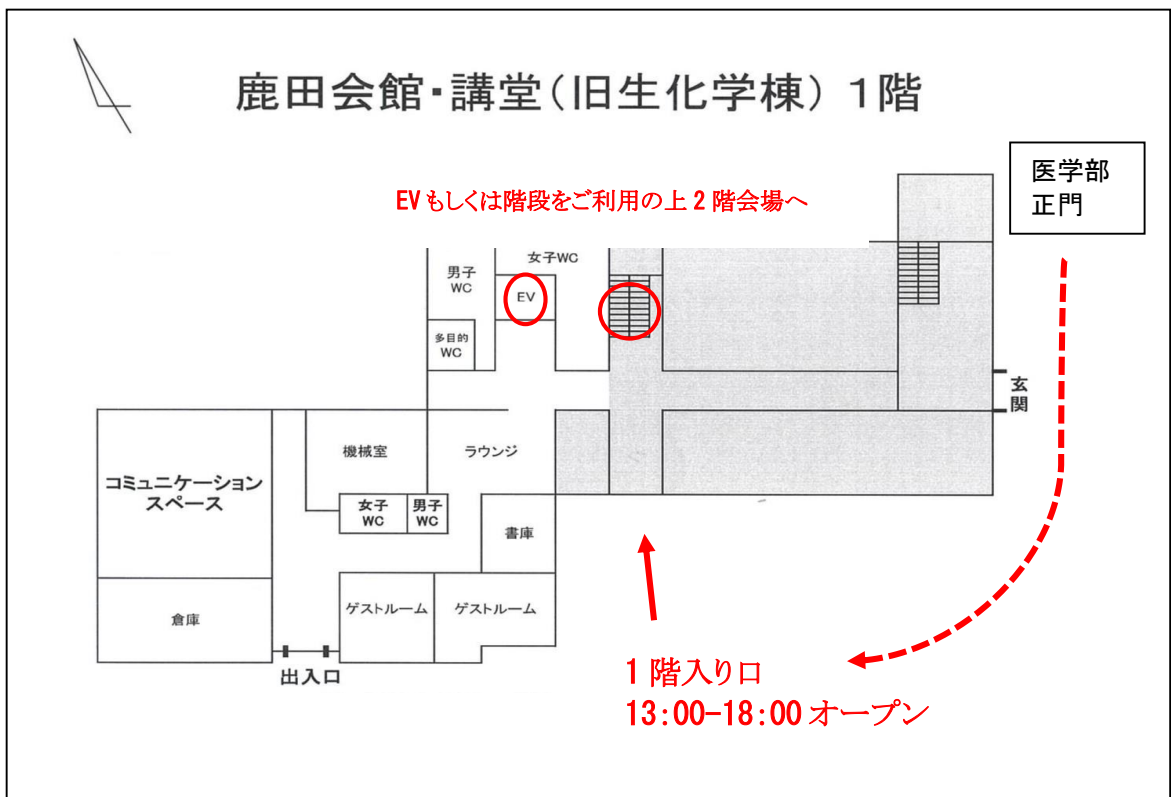 鹿田会館・講堂(旧生化学棟) 1階
医学部
正門
EVもしくは階段をご利用の上2階会場へ
女子WC
男子
WC
EV
多目的
WC
玄
関
機械室
ラウンジ
コミュニケーション
スペース
女子
WC
男子
WC
書庫
倉庫
ゲストルーム
ゲストルーム
出入口
1階入り口
13:00-18:00オープン